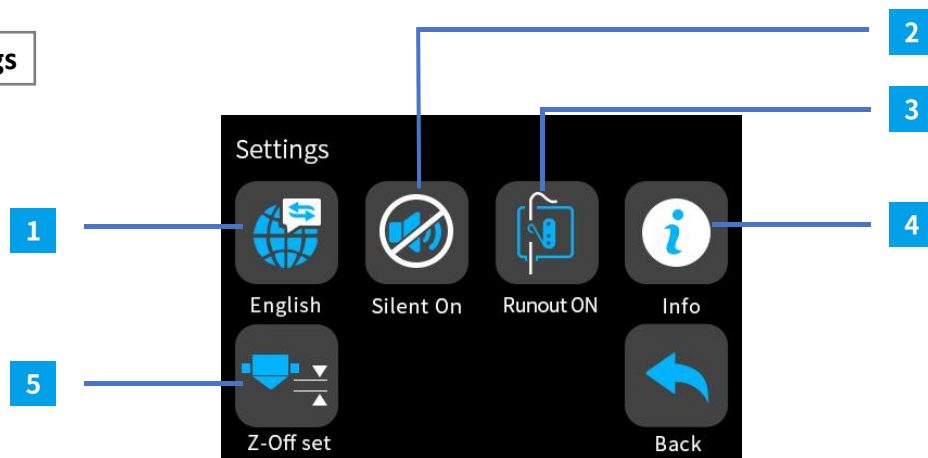 gs
Settings
1
2
3
4
5
English
Silent On
Runout ON
Info
Z-Off set
Back